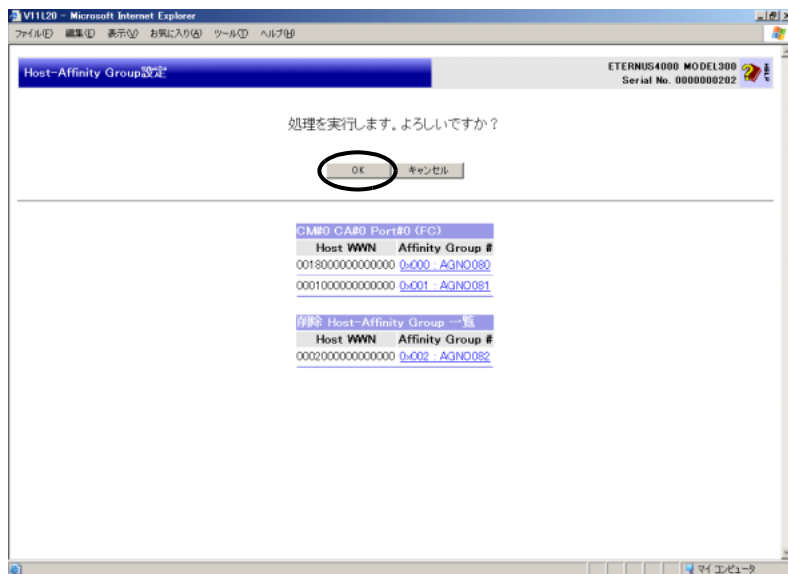 V11L20 - Microsoft Internet Explorer
ファイル(F) 編集(E) 表示(V) お気に入り(A) ツール(T) ヘルプ(H)
Host-Affinity Group設定
ETERNUS4000 MODEL300
Serial No. 0000000202
処理を実行します。よろしいですか？
OK キャンセル
CM#0 CA#0 Port#0 (FC)
Host WWN Affinity Group #
0018000000000000 0x000 : AGNO080
0001000000000000 0x001 : AGNO081
削除 Host-Affinity Group 一覧
Host WWN Affinity Group #
0002000000000000 0x002 : AGNO082
マイ コンピュータ